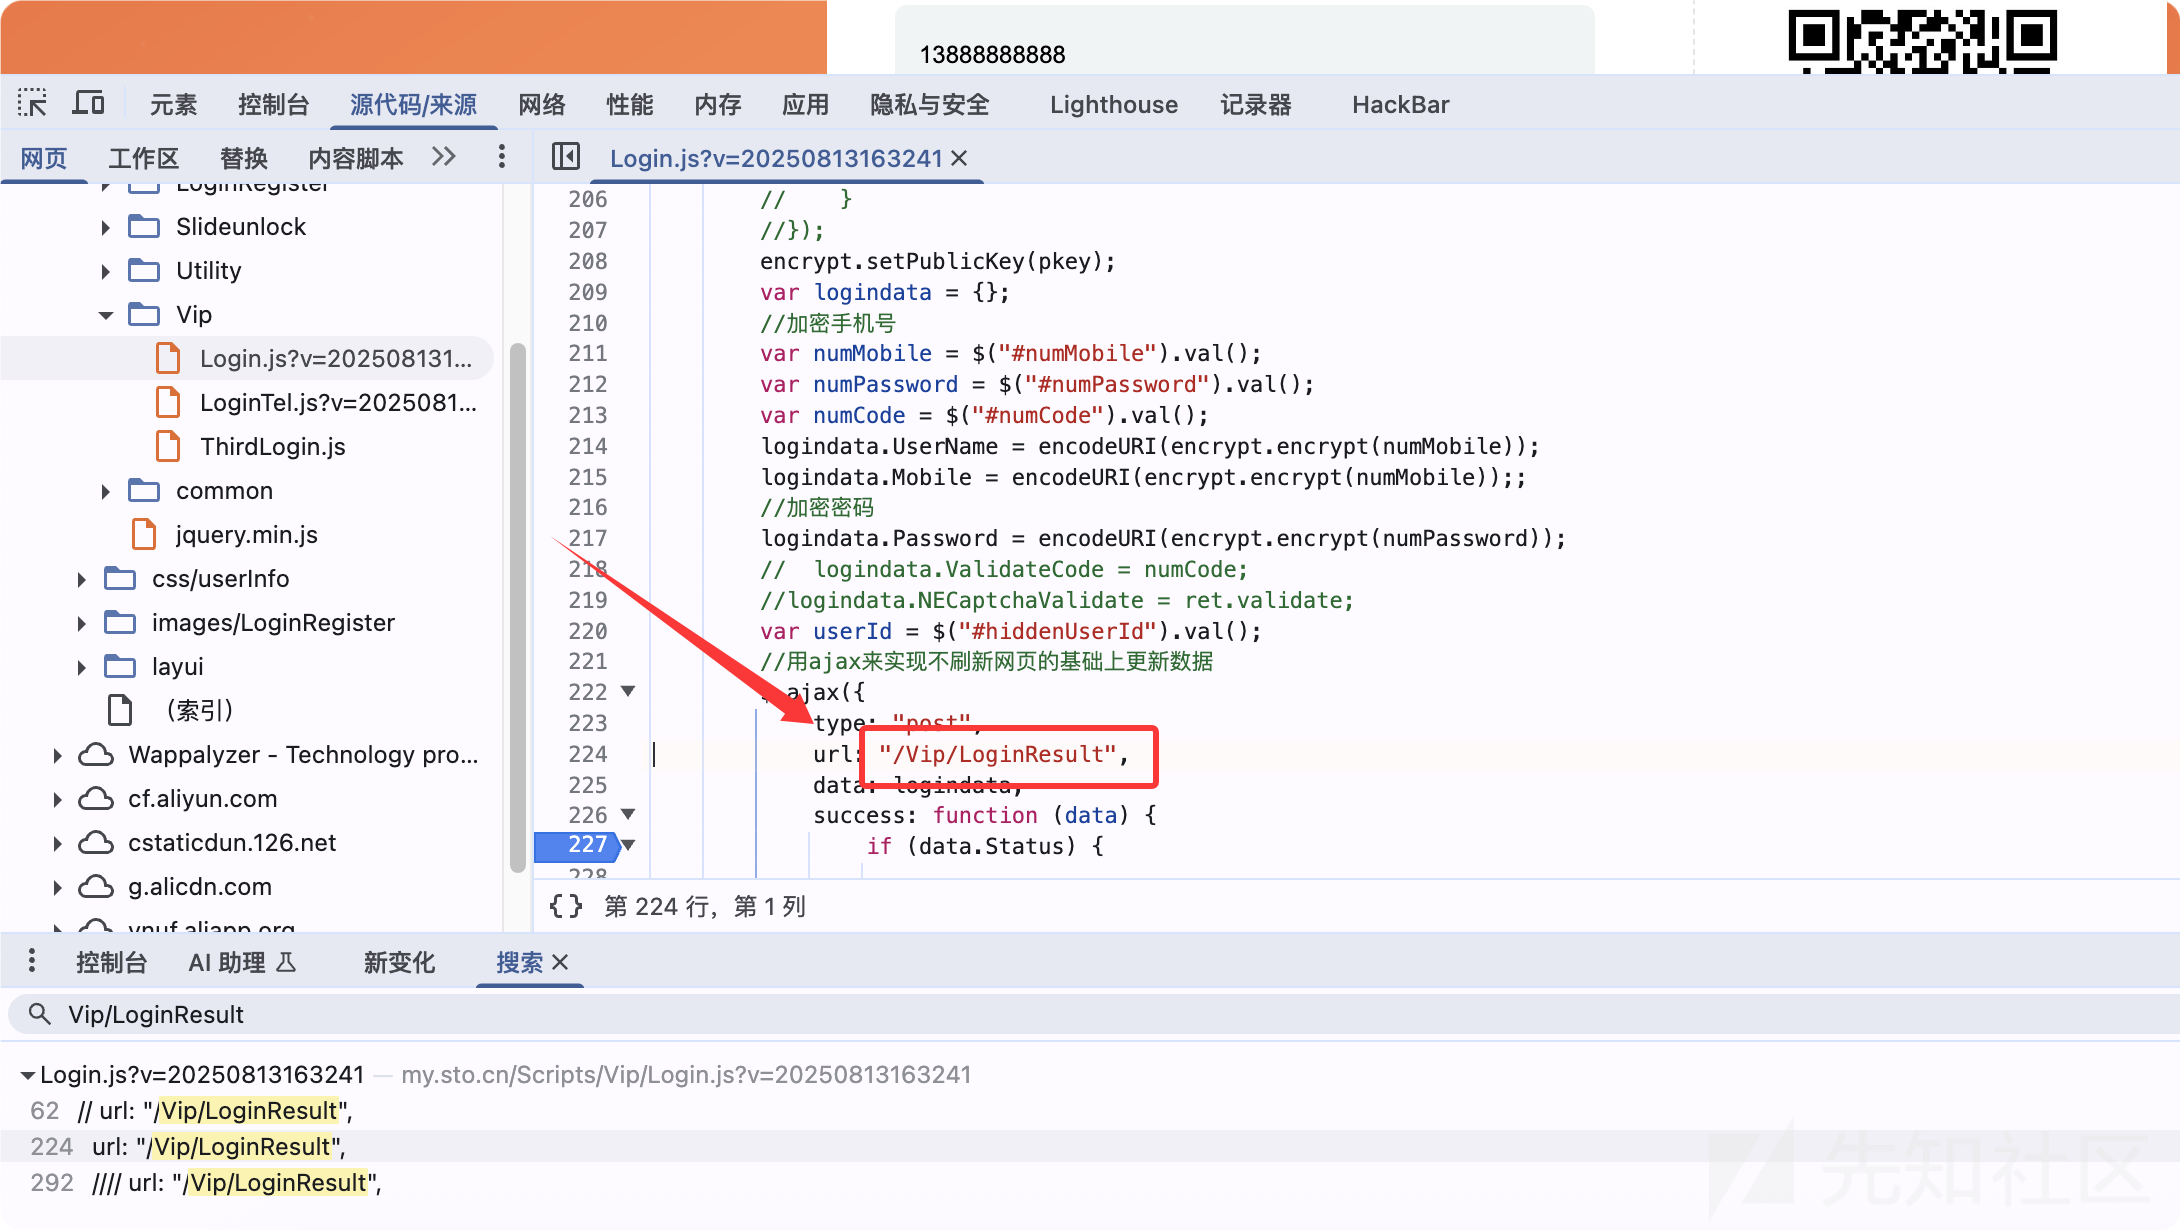 13888888888
元素 控制台 源代码/来源 网络 性能 内存 应用 隐私与安全 Lighthouse 记录器 HackBar
网页 工作区 替换 内容脚本
Login.js?v=20250813163241
LoginRegister
Slideunlock
Utility
Vip
Login.js?v=202508131...
LoginTel.js?v=2025081...
ThirdLogin.js
common
jquery.min.js
css/userInfo
images/LoginRegister
layui
（索引）
Wappalyzer - Technology pro...
cf.aliyun.com
cstaticdun.126.net
g.alicdn.com
ynuf.aliapp.org
206 //    }
207 //});
208 encrypt.setPublicKey(pkey);
209 var logindata = {};
210 //加密手机号
211 var numMobile = $("#numMobile").val();
212 var numPassword = $("#numPassword").val();
213 var numCode = $("#numCode").val();
214 logindata.UserName = encodeURI(encrypt.encrypt(numMobile));
215 logindata.Mobile = encodeURI(encrypt.encrypt(numMobile));;
216 //加密密码
217 logindata.Password = encodeURI(encrypt.encrypt(numPassword));
218 //  logindata.ValidateCode = numCode;
219 //logindata.NECaptchaValidate = ret.validate;
220 var userId = $("#hiddenUserId").val();
221 //用ajax来实现不刷新网页的基础上更新数据
222 $.ajax({
223 type: "post",
224 url: "/Vip/LoginResult",
225 data: logindata,
226 success: function (data) {
227 if (data.Status) {
228
{} 第 224 行，第 1 列
控制台 AI 助理 新变化 搜索
Vip/LoginResult
Login.js?v=20250813163241 — my.sto.cn/Scripts/Vip/Login.js?v=20250813163241
62 // url: "/Vip/LoginResult",
224 url: "/Vip/LoginResult",
292 //// url: "/Vip/LoginResult",
先知社区